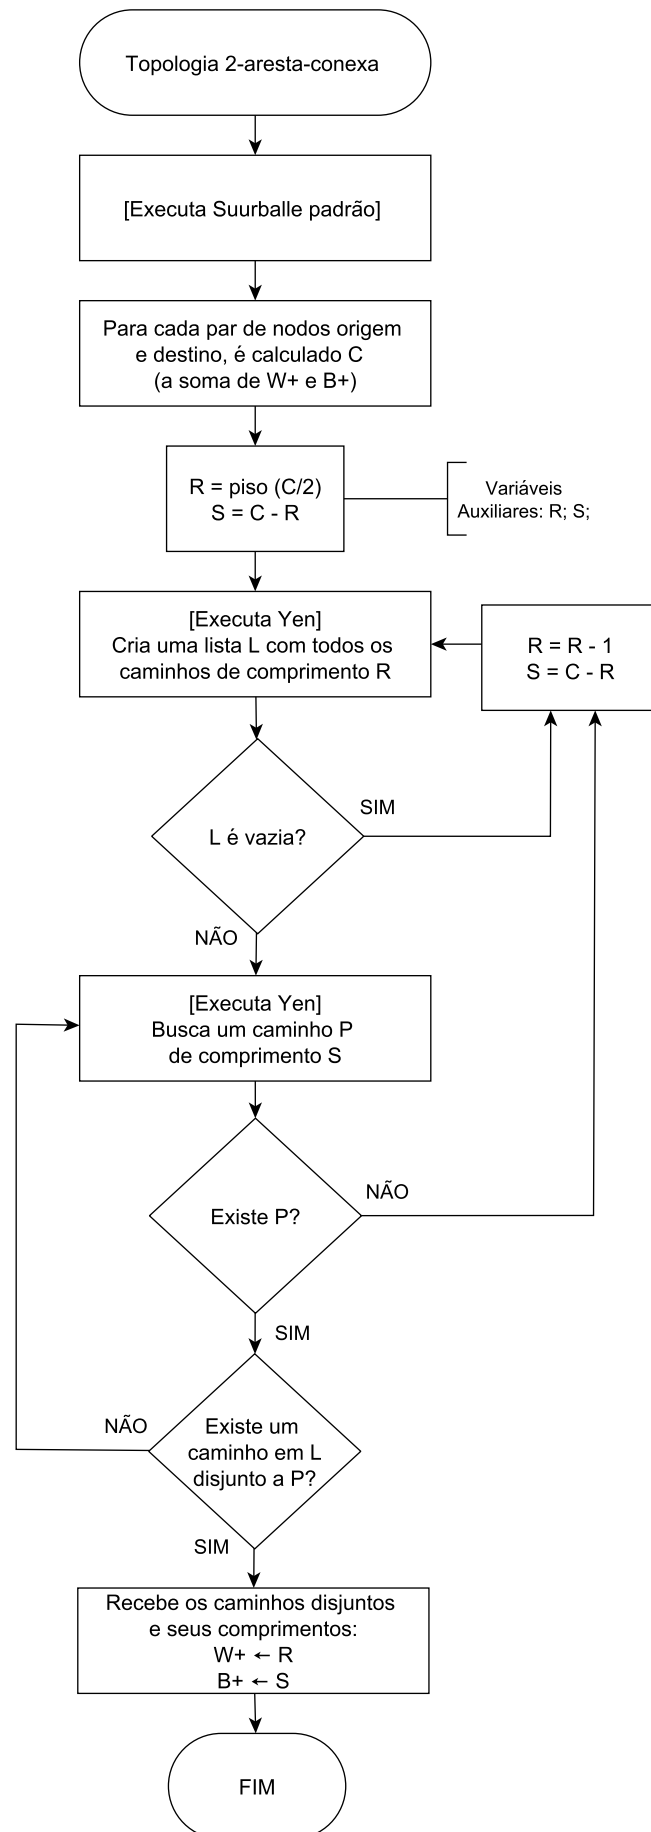 Topologia 2-aresta-conexa
[Executa Suurballe padrão]
Para cada par de nodos origem
e destino, é calculado C
(a soma de W+ e B+)
R = piso (C/2)
S = C - R
Variáveis
Auxiliares: R; S;
[Executa Yen]
Cria uma lista L com todos os
caminhos de comprimento R
R = R - 1
S = C - R
L é vazia?
SIM
NÃO
[Executa Yen]
Busca um caminho P
de comprimento S
Existe P?
NÃO
SIM
Existe um
caminho em L
disjunto a P?
NÃO
SIM
Recebe os caminhos disjuntos
e seus comprimentos:
W+ ← R
B+ ← S
FIM